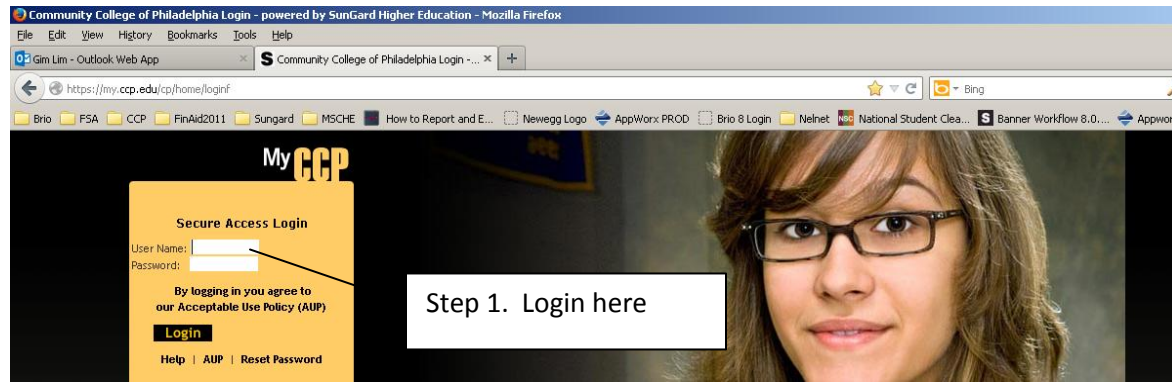 Community College of Philadelphia Login - powered by SunGard Higher Education - Mozilla Firefox
File Edit View History Bookmarks Tools Help
Gim Lim - Outlook Web App × S Community College of Philadelphia Login -... × +
https://my.ccp.edu/cp/home/loginf Bing
Brio FSA CCP FinAid2011 Sungard MSCHE How to Report and E... Newegg Logo AppWorx PROD Brio 8 Login Nelnet NSC National Student Clea... S Banner Workflow 8.0.... Appwor
My CCP
Secure Access Login
User Name:
Password:
By logging in you agree to
our Acceptable Use Policy (AUP)
Login
Help | AUP | Reset Password
Step 1. Login here